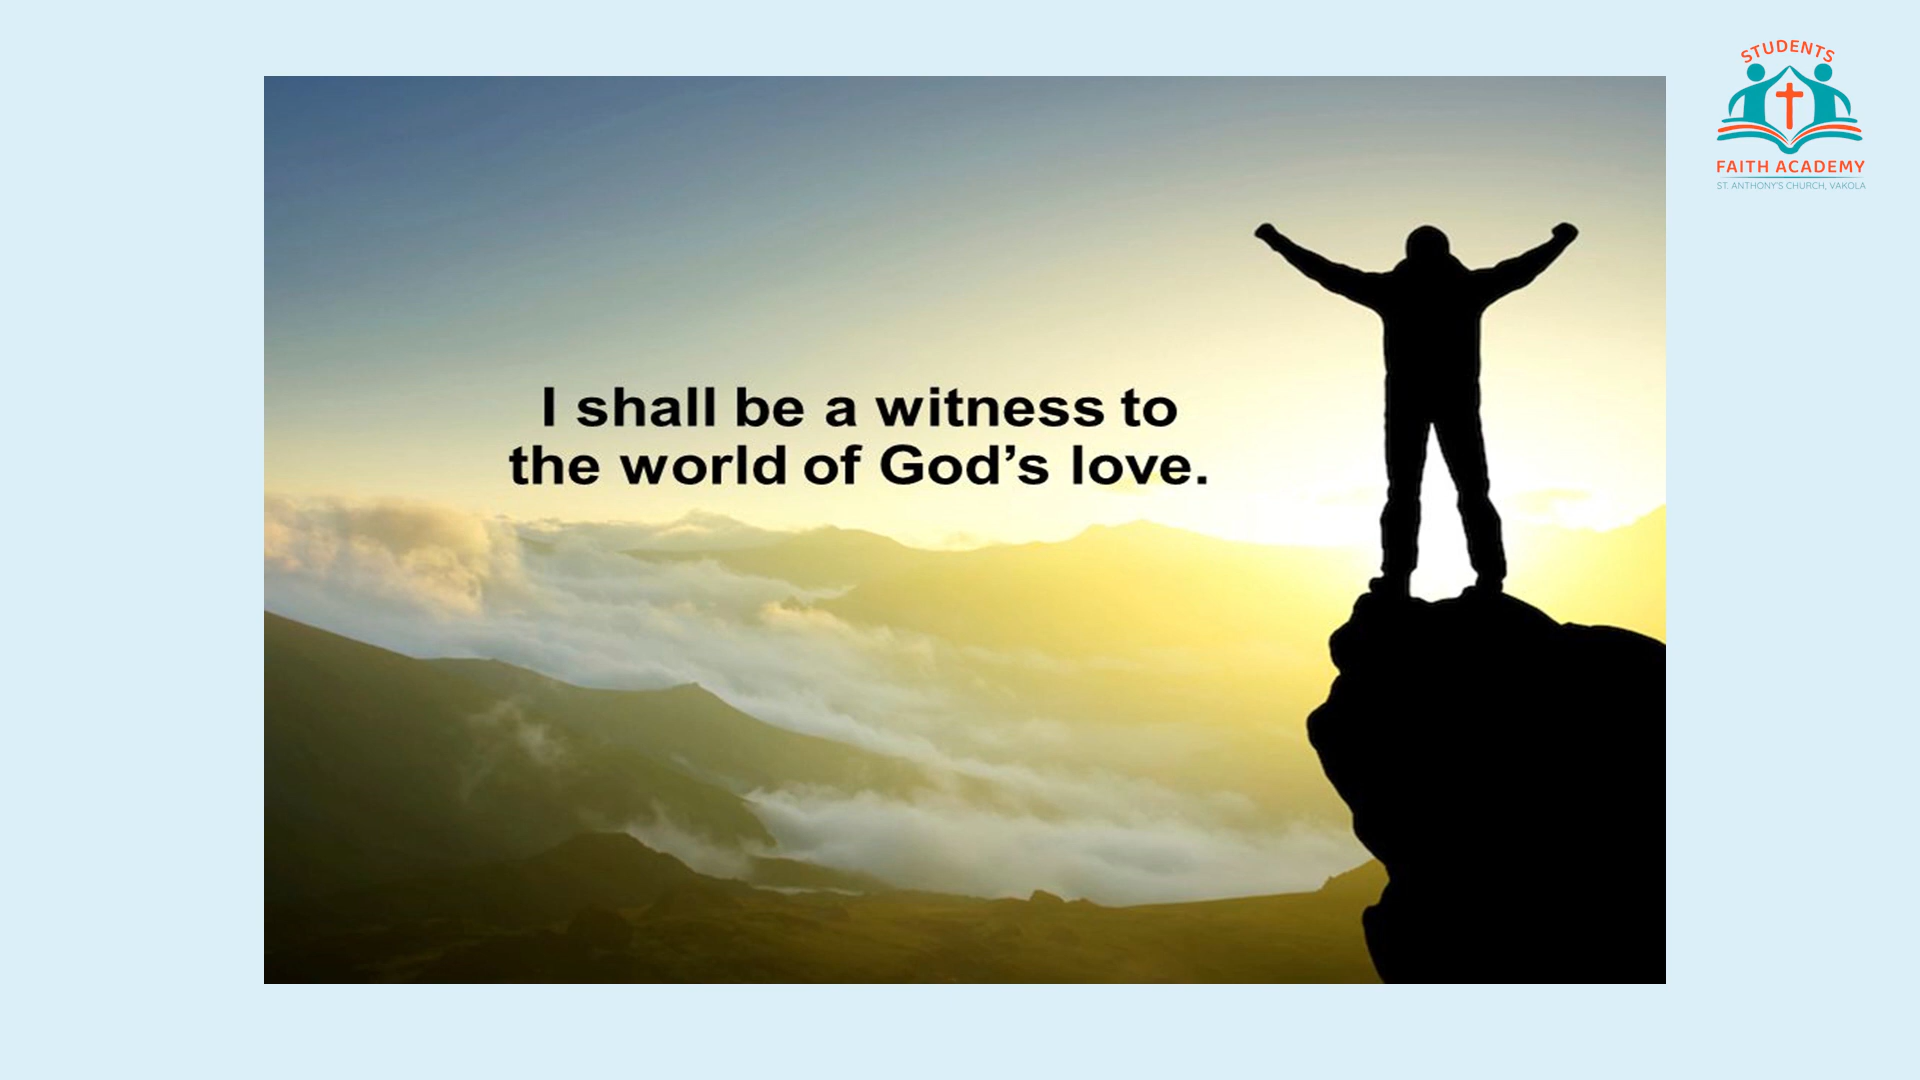 STUDENTS
FAITH ACADEMY
ST. ANTHONY'S CHURCH, VAKOLA
I shall be a witness to
the world of God’s love.